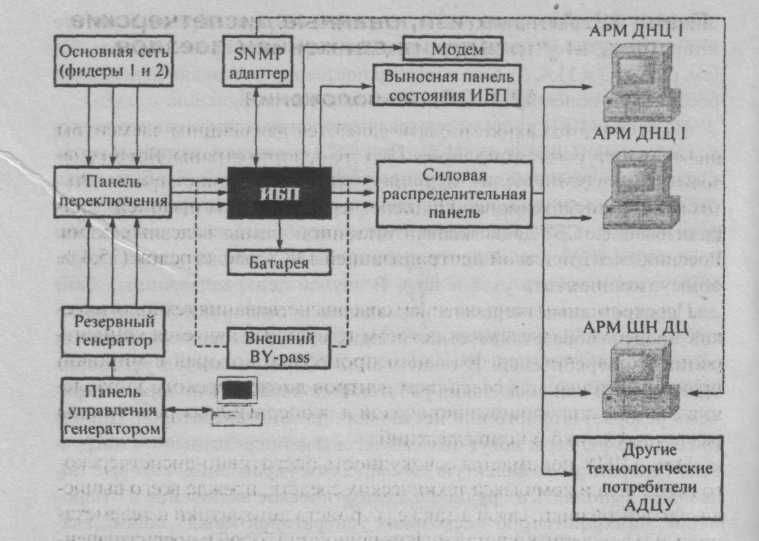 Основная сеть
(фидеры 1 и 2)
SNMP
адаптер
Модем
Выносная панель
состояния ИБП
АРМ ДНЦ 1
АРМ ДНЦ 1
Панель
переключения
ИБП
Силовая
распределительная
панель
Батарея
Резервный
генератор
Внешний
BY-pass
АРМ ШН ДЦ
Панель
управления
генератором
Другие
технологические
потребители
АДЦУ